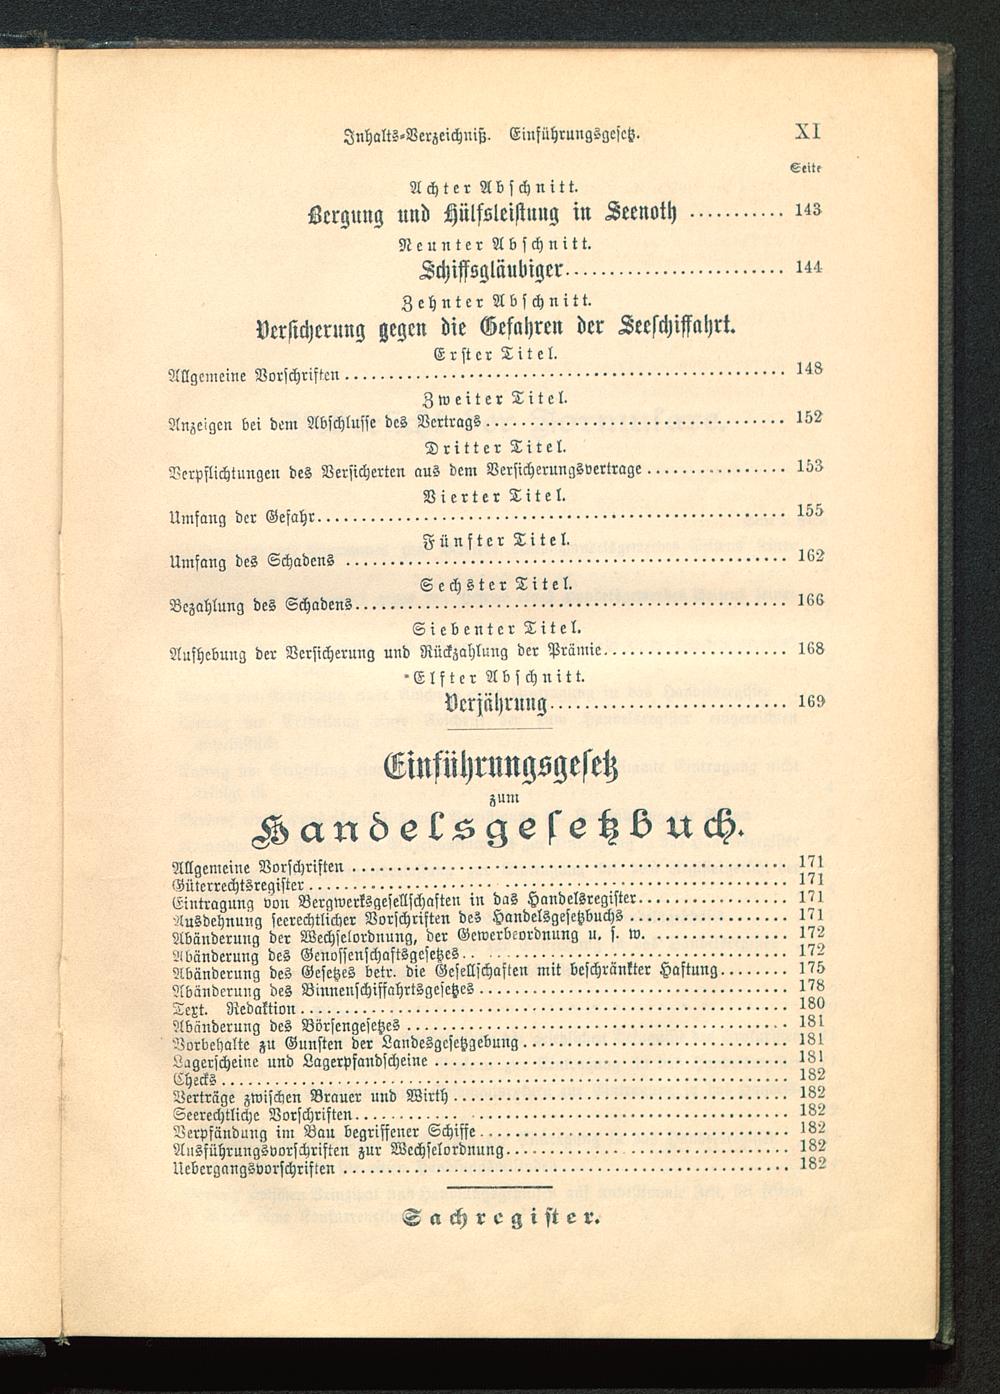 Inhalts-Verzeichniß. Einführungsgesetz. XI
Seite
Achter Abschnitt.
Bergung und Hülfsleistung in Seenoth ........... 143
Neunter Abschnitt.
Schiffsgläubiger........................ 144
Zehnter Abschnitt.
Versicherung gegen die Gefahren der Seeschiffahrt.
Erster Titel.
Allgemeine Vorschriften ........................ 148
Zweiter Titel.
Anzeigen bei dem Abschlusse des Vertrags ........................ 152
Dritter Titel.
Verpflichtungen des Versicherten aus dem Versicherungsvertrage ............... 153
Vierter Titel.
Umfang der Gefahr........................ 155
Fünfter Titel.
Umfang des Schadens ........................ 162
Sechster Titel.
Bezahlung des Schadens........................ 166
Siebenter Titel.
Aufhebung der Versicherung und Rückzahlung der Prämie.................. 168
Elfter Abschnitt.
Verjährung........................ 169
Einführungsgesetz
zum
Handelsgesetzbuch.
Allgemeine Vorschriften ........................ 171
Güterrechtsregister ........................ 171
Eintragung von Bergwerksgesellschaften in das Handelsregister............... 171
Ausdehnung seerechtlicher Vorschriften des Handelsgesetzbuchs ............... 171
Abänderung der Wechselordnung, der Gewerbeordnung u. s. w. ............... 172
Abänderung des Genossenschaftsgesetzes........................ 172
Abänderung des Gesetzes betr. die Gesellschaften mit beschränkter Haftung........ 175
Abänderung des Binnenschiffahrtsgesetzes ........................ 178
Text. Redaktion ........................ 180
Abänderung des Börsengesetzes ........................ 181
Vorbehalte zu Gunsten der Landesgesetzgebung ........................ 181
Lagerscheine und Lagerpfandscheine ........................ 181
Checks ........................ 182
Verträge zwischen Brauer und Wirth ........................ 182
Seerechtliche Vorschriften........................ 182
Verpfändung im Bau begriffener Schiffe ........................ 182
Ausführungsvorschriften zur Wechselordnung........................ 182
Uebergangsvorschriften ........................ 182
Sachregister.